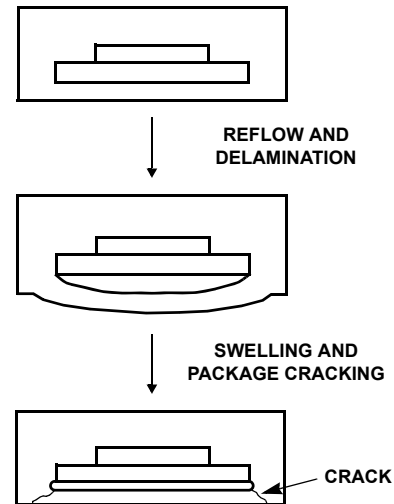 REFLOW AND
DELAMINATION
SWELLING AND
PACKAGE CRACKING
CRACK